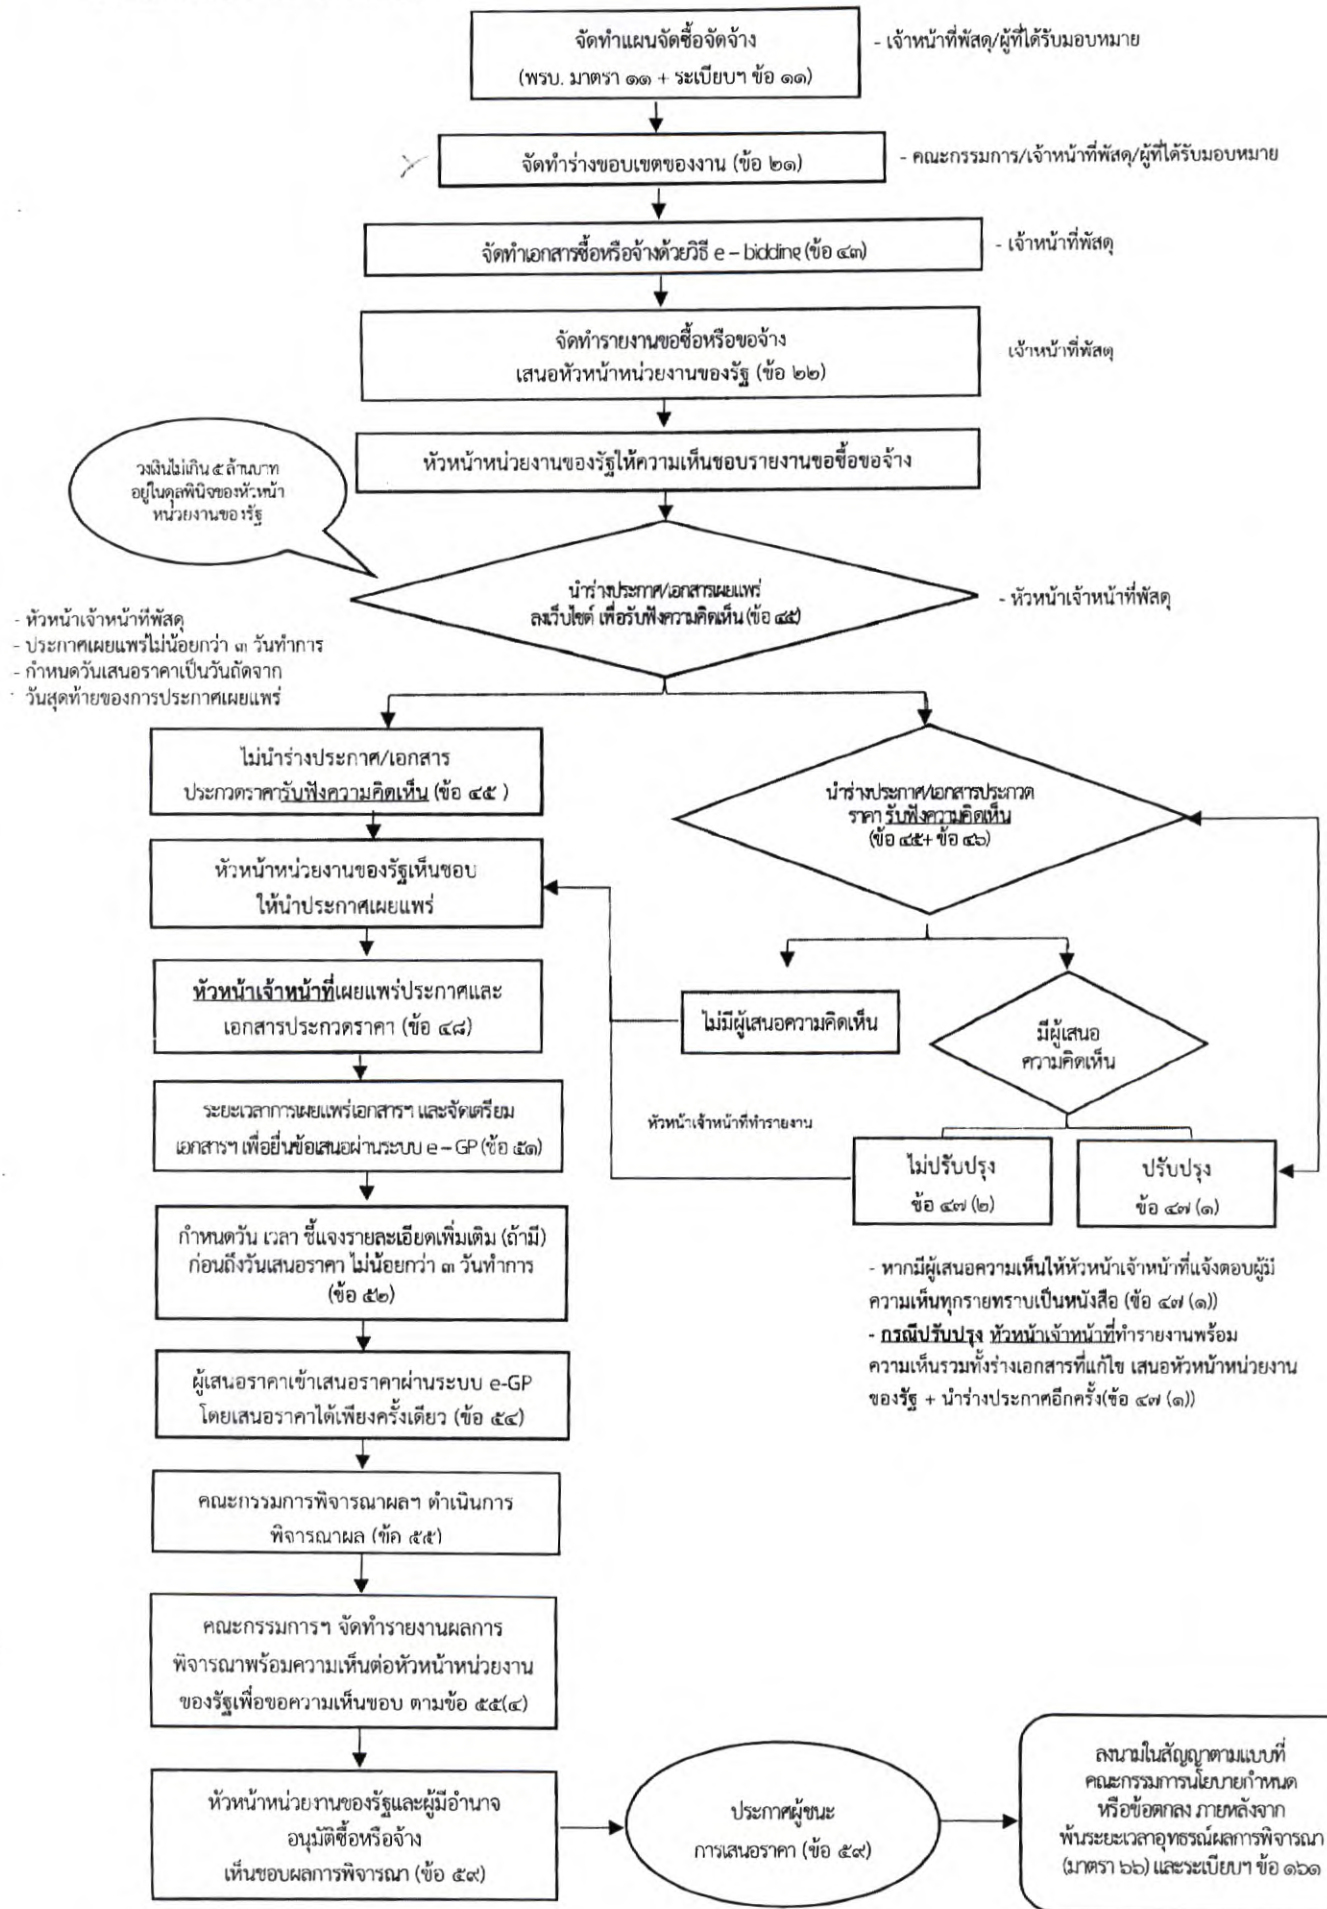 จัดทำแผนจัดซื้อจัดจ้าง
(พรบ. มาตรา ๑๑ + ระเบียบฯ ข้อ ๑๑)
- เจ้าหน้าที่พัสดุ/ผู้ที่ได้รับมอบหมาย
จัดทำร่างขอบเขตของงาน (ข้อ ๒๑)
- คณะกรรมการ/เจ้าหน้าที่พัสดุ/ผู้ที่ได้รับมอบหมาย
จัดทำเอกสารซื้อหรือจ้างด้วยวิธี e – bidding (ข้อ ๔๓)
- เจ้าหน้าที่พัสดุ
จัดทำรายงานขอซื้อหรือขอจ้าง
เสนอหัวหน้าหน่วยงานของรัฐ (ข้อ ๒๒)
เจ้าหน้าที่พัสดุ
หัวหน้าหน่วยงานของรัฐให้ความเห็นชอบรายงานขอซื้อขอจ้าง
วงเงินไม่เกิน ๕ ล้านบาท
อยู่ในดุลพินิจของหัวหน้า
หน่วยงานของรัฐ
นำร่างประกาศ/เอกสารเผยแพร่
ลงเว็บไซต์ เพื่อรับฟังความคิดเห็น (ข้อ ๔๕)
- หัวหน้าเจ้าหน้าที่พัสดุ
- หัวหน้าเจ้าหน้าที่พัสดุ
- ประกาศเผยแพร่ไม่น้อยกว่า ๓ วันทำการ
- กำหนดวันเสนอราคาเป็นวันถัดจาก
วันสุดท้ายของการประกาศเผยแพร่
ไม่นำร่างประกาศ/เอกสาร
ประกวดราคารับฟังความคิดเห็น (ข้อ ๔๕ )
นำร่างประกาศ/เอกสารประกวด
ราคา รับฟังความคิดเห็น
(ข้อ ๔๕+ ข้อ ๔๖)
หัวหน้าหน่วยงานของรัฐเห็นชอบ
ให้นำประกาศเผยแพร่
หัวหน้าเจ้าหน้าที่เผยแพร่ประกาศและ
เอกสารประกวดราคา (ข้อ ๔๘)
ไม่มีผู้เสนอความคิดเห็น
มีผู้เสนอ
ความคิดเห็น
ระยะเวลาการเผยแพร่เอกสารฯ และจัดเตรียม
เอกสารฯ เพื่อยื่นข้อเสนอผ่านระบบ e – GP (ข้อ ๕๑)
หัวหน้าเจ้าหน้าที่ทำรายงาน
ไม่ปรับปรุง
ข้อ ๔๗ (๒)
ปรับปรุง
ข้อ ๔๗ (๑)
กำหนดวัน เวลา ชี้แจงรายละเอียดเพิ่มเติม (ถ้ามี)
ก่อนถึงวันเสนอราคา ไม่น้อยกว่า ๓ วันทำการ
(ข้อ ๕๒)
- หากมีผู้เสนอความเห็นให้หัวหน้าเจ้าหน้าที่แจ้งตอบผู้มี
ความเห็นทุกรายทราบเป็นหนังสือ (ข้อ ๔๗ (๑))
- กรณีปรับปรุง หัวหน้าเจ้าหน้าที่ทำรายงานพร้อม
ความเห็นรวมทั้งร่างเอกสารที่แก้ไข เสนอหัวหน้าหน่วยงาน
ของรัฐ + นำร่างประกาศอีกครั้ง(ข้อ ๔๗ (๑))
ผู้เสนอราคาเข้าเสนอราคาผ่านระบบ e-GP
โดยเสนอราคาได้เพียงครั้งเดียว (ข้อ ๕๔)
คณะกรรมการพิจารณาผลฯ ดำเนินการ
พิจารณาผล (ข้อ ๕๕)
คณะกรรมการฯ จัดทำรายงานผลการ
พิจารณาพร้อมความเห็นต่อหัวหน้าหน่วยงาน
ของรัฐเพื่อขอความเห็นชอบ ตามข้อ ๕๕(๔)
หัวหน้าหน่วยงานของรัฐและผู้มีอำนาจ
อนุมัติซื้อหรือจ้าง
เห็นชอบผลการพิจารณา (ข้อ ๕๙)
ประกาศผู้ชนะ
การเสนอราคา (ข้อ ๕๙)
ลงนามในสัญญาตามแบบที่
คณะกรรมการนโยบายกำหนด
หรือข้อตกลง ภายหลังจาก
พ้นระยะเวลาอุทธรณ์ผลการพิจารณา
(มาตรา ๖๖) และระเบียบฯ ข้อ ๑๖๑